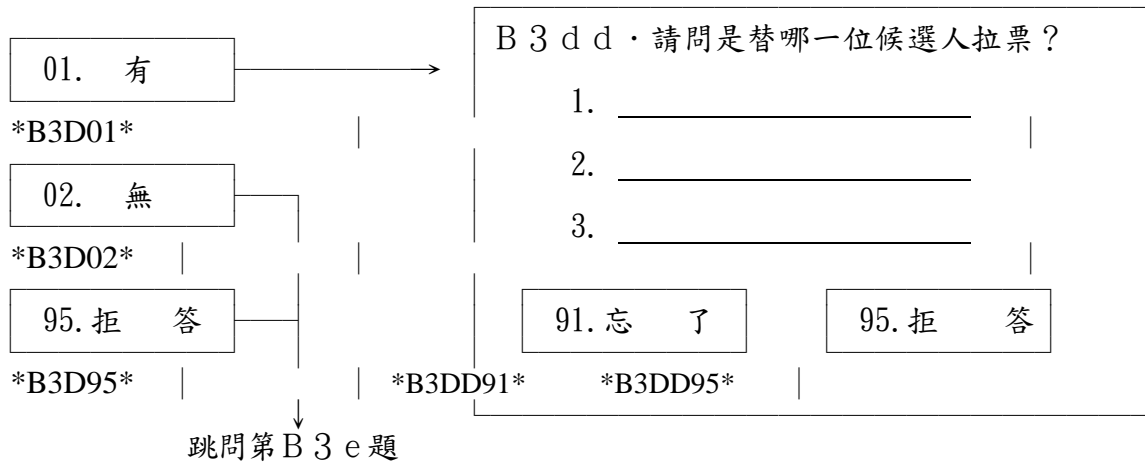 B3dd．請問是替哪一位候選人拉票？
01. 有
1.
*B3D01*
2.
02. 無
3.
*B3D02*
95.拒 答
91.忘 了
95.拒 答
*B3D95*
*B3DD91*
*B3DD95*
跳問第B3e題